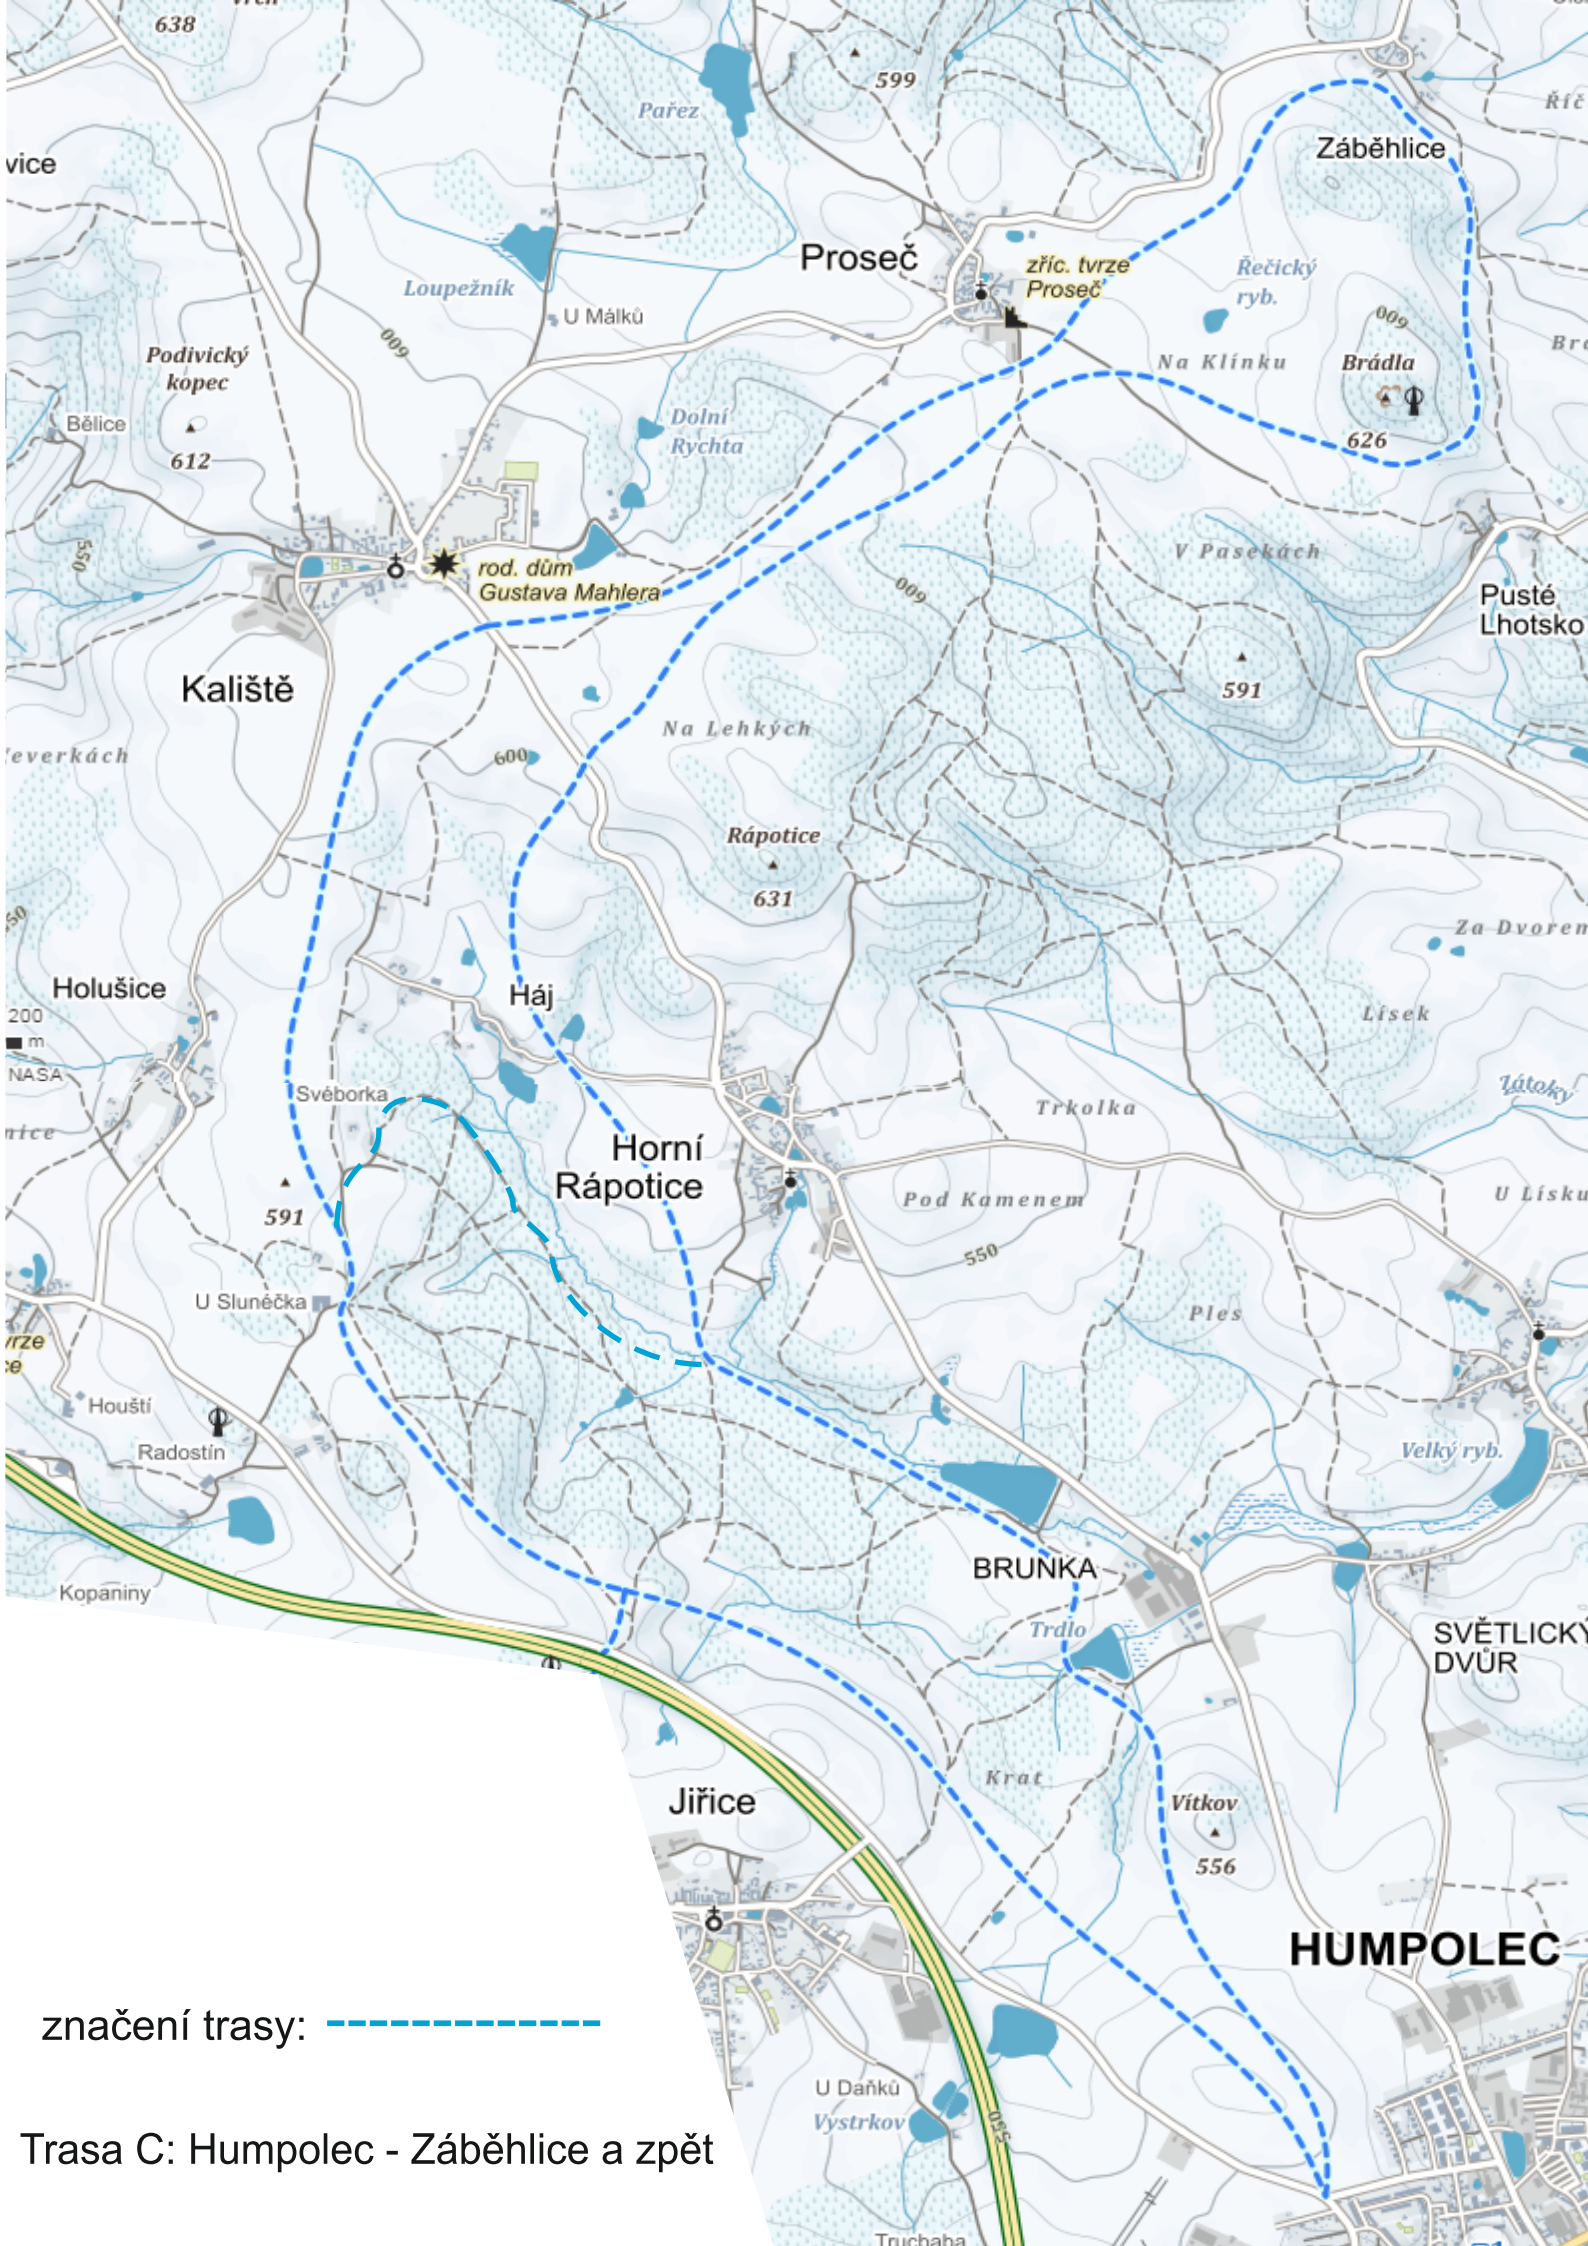 638
599
Pařez
Záběhlice
vice
Proseč
zříc. tvrze
Proseč
Řečický
ryb.
Loupežník
U Málků
600
600
Podivický
kopec
Na Klínku
Brádla
Bělice
Dolní
Rychta
612
626
550
V Pasekách
rod. dům
Gustava Mahlera
600
Pusté
Lhotsko
Kaliště
591
Na Lehkých
600
Rápotice
631
Za Dvorem
Holušice
Háj
200
m
NASA
Lísek
Svéborka
Zátoky
Trkolka
Horní
Rápotice
Pod Kamenem
U Lísku
591
550
U Slunéčka
Ples
Houští
Radostín
Velký ryb.
BRUNKA
Kopaniny
Trdlo
SVĚTLICKÝ
DVŮR
Krat
Jiřice
Vítkov
556
HUMPOLEC
značení trasy:
U Daňků
Vystrkov
550
Trasa C: Humpolec - Záběhlice a zpět